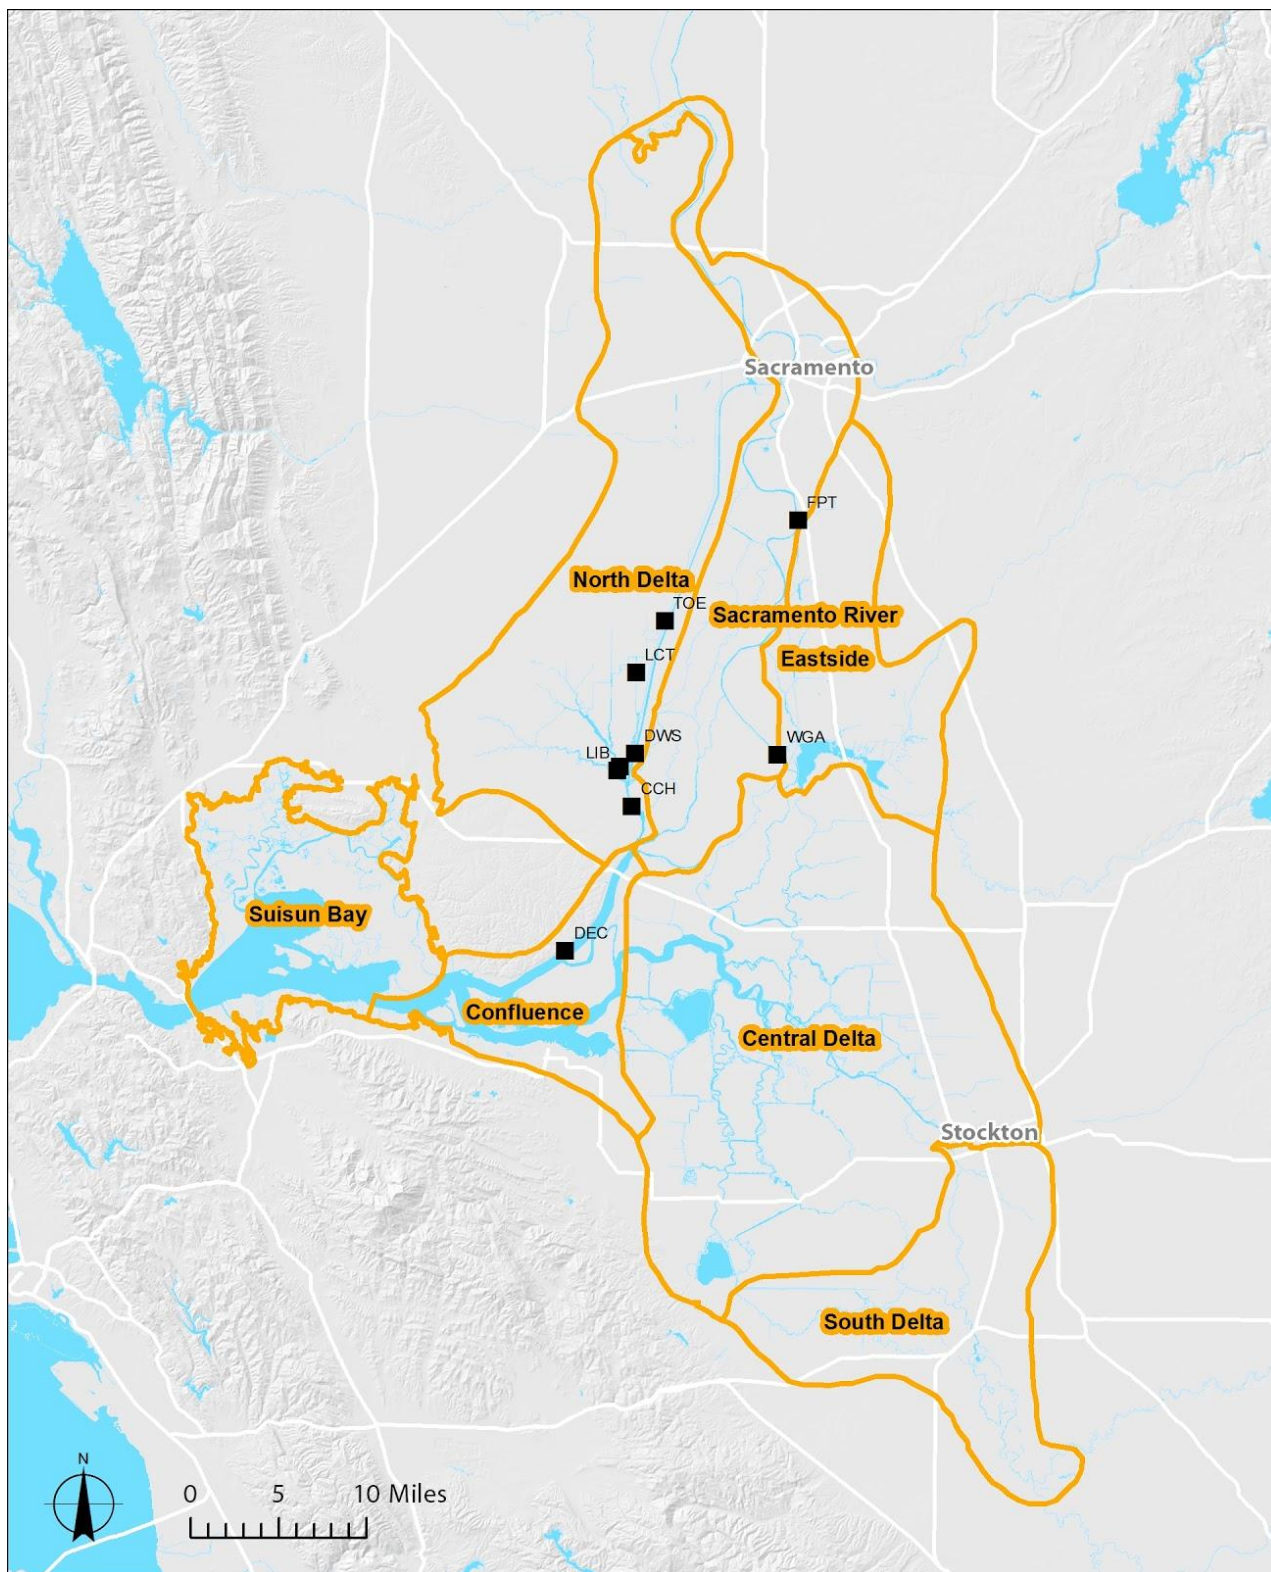 Sacramento
FPT
North Delta
TOE
Sacramento River
LCT
Eastside
DWS
LIB
WGA
CCH
Suisun Bay
DEC
Confluence
Central Delta
Stockton
South Delta
N
0 5 10 Miles